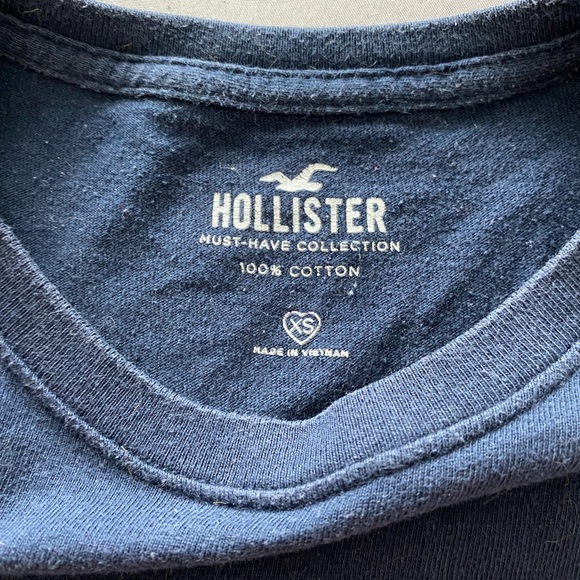 HOLLISTER
MUST-HAVE COLLECTION
100% COTTON
XS
MADE IN VIETNAM